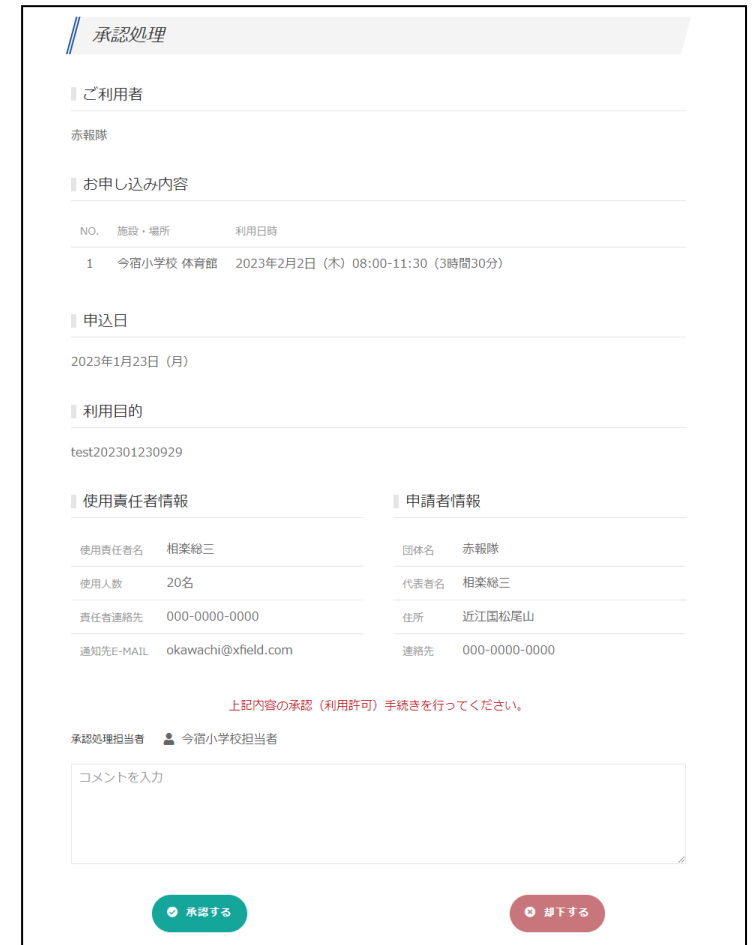 承認処理
ご利用者
赤報隊
お申し込み内容
NO. 施設・場所 利用日時
1 今宿小学校 体育館 2023年2月2日（木）08:00-11:30（3時間30分）
申込日
2023年1月23日（月）
利用目的
test202301230929
使用責任者情報
使用責任者名 相楽総三
使用人数 20名
責任者連絡先 000-0000-0000
通知先E-MAIL okawachi@xfield.com
申請者情報
団体名 赤報隊
代表者名 相楽総三
住所 近江国松尾山
連絡先 000-0000-0000
上記内容の承認（利用許可）手続きを行ってください。
承認処理担当者 今宿小学校担当者
コメントを入力
承認する
却下する